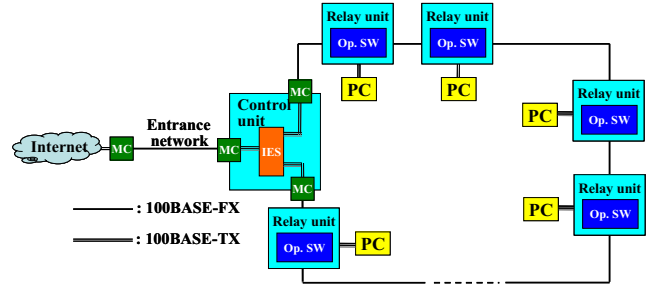 Relay unit
Op. SW
PC
Relay unit
Op. SW
PC
Relay unit
Op. SW
PC
Relay unit
Op. SW
PC
Relay unit
Op. SW
PC
MC
Control
unit
IES
MC
MC
Entrance
network
MC
Internet
: 100BASE-FX
: 100BASE-TX